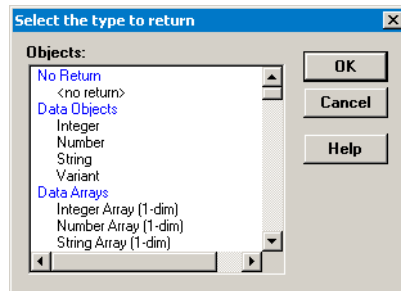 Select the type to return
Objects:
No Return
<no return>
Data Objects
Integer
Number
String
Variant
Data Arrays
Integer Array (1-dim)
Number Array (1-dim)
String Array (1-dim)
OK
Cancel
Help